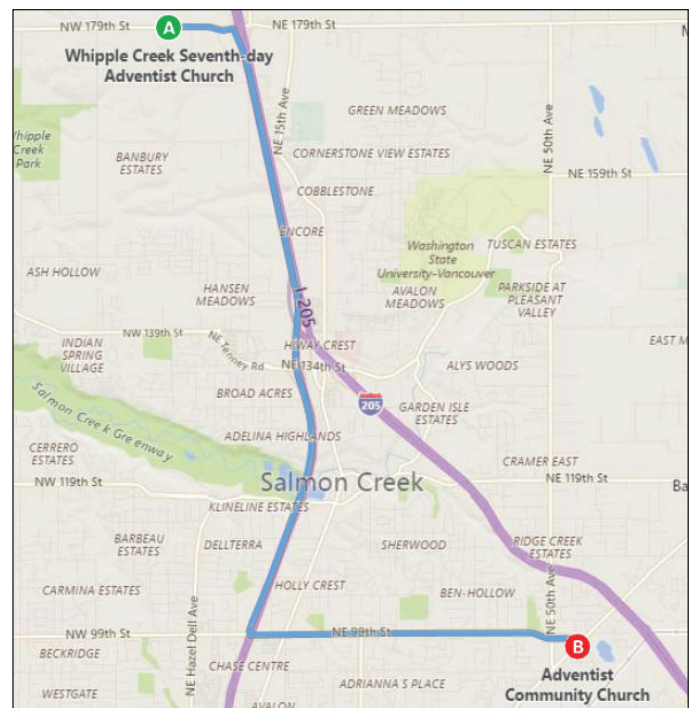 NW 179th St
A
NE 179th St
Whipple Creek Seventh-day
Adventist Church
NE 15th Ave
GREEN MEADOWS
NE 50th Ave
Whipple
Creek
Park
BANBURY
ESTATES
CORNERSTONE VIEW ESTATES
NE 159th St
COBBLESTONE
ENCORE
Washington
State
University-Vancouver
TUSCAN ESTATES
ASH HOLLOW
HANSEN
MEADOWS
I-205
AVALON
MEADOWS
PARKSIDE AT
PLEASANT
VALLEY
NW 139th St
NE Tenney Rd
INDIAN
SPRING
VILLAGE
HIWAY CREST
EAST M
NE 134th St
ALYS WOODS
BROAD ACRES
205
GARDEN ISLE
ESTATES
Salmon Creek Greenway
ADELINA HIGHLANDS
CERRERO
ESTATES
CRAMER EAST
NW 119th St
Salmon Creek
NE 119th St
Ba
KLINELINE ESTATES
BARBEAU
ESTATES
DELLTERRA
SHERWOOD
RIDGE CREEK
ESTATES
CARMINA ESTATES
NE Hazel Dell Ave
HOLLY CREST
BEN-HOLLOW
NE 50th Ave
NW 99th St
NE 99th St
B
BECKRIDGE
CHASE CENTRE
Adventist
Community Church
WESTGATE
ADRIANNA S PLACE
AVALON